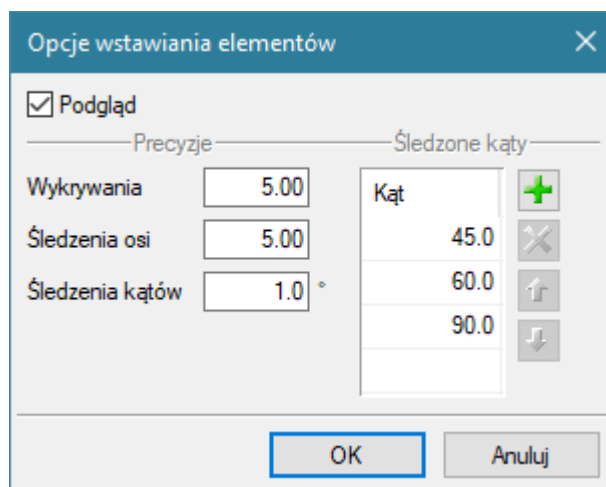 Opcje wstawiania elementów
Podgląd
Precyzje
Śledzone kąty
Wykrywania 5.00
Śledzenia osi 5.00
Śledzenia kątów 1.0 °
Kąt
45.0
60.0
90.0
OK
Anuluj